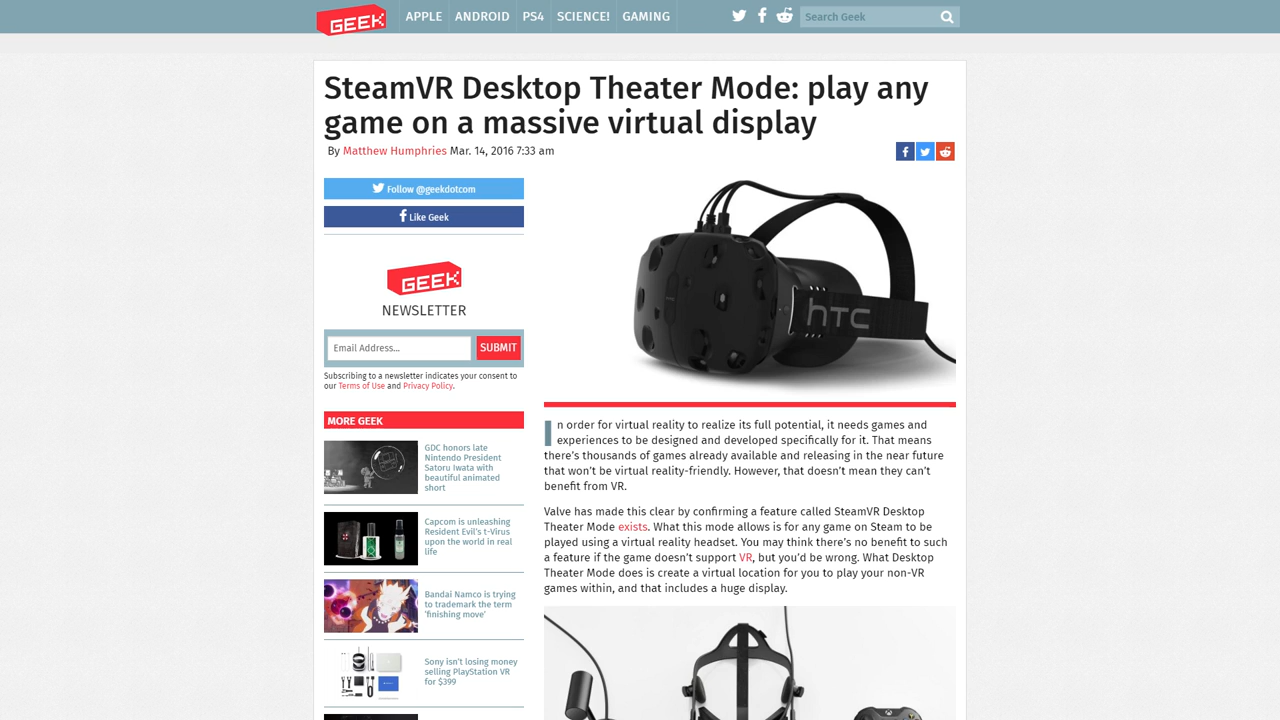 GEEK
APPLE
ANDROID
PS4
SCIENCE!
GAMING
Search Geek
SteamVR Desktop Theater Mode: play any
game on a massive virtual display
By Matthew Humphries Mar. 14, 2016 7:33 am
Follow @geekdotcom
Like Geek
GEEK
NEWSLETTER
Email Address...
SUBMIT
Subscribing to a newsletter indicates your consent to
our Terms of Use and Privacy Policy.
MORE GEEK
GDC honors late
Nintendo President
Satoru Iwata with
beautiful animated
short
Capcom is unleashing
Resident Evil's t-Virus
upon the world in real
life
Bandai Namco is trying
to trademark the term
'finishing move'
Sony isn't losing money
selling PlayStation VR
for $399
hTC
In order for virtual reality to realize its full potential, it needs games and
experiences to be designed and developed specifically for it. That means
there's thousands of games already available and releasing in the near future
that won't be virtual reality-friendly. However, that doesn't mean they can't
benefit from VR.
Valve has made this clear by confirming a feature called SteamVR Desktop
Theater Mode exists. What this mode allows is for any game on Steam to be
played using a virtual reality headset. You may think there's no benefit to such
a feature if the game doesn't support VR, but you'd be wrong. What Desktop
Theater Mode does is create a virtual location for you to play your non-VR
games within, and that includes a huge display.